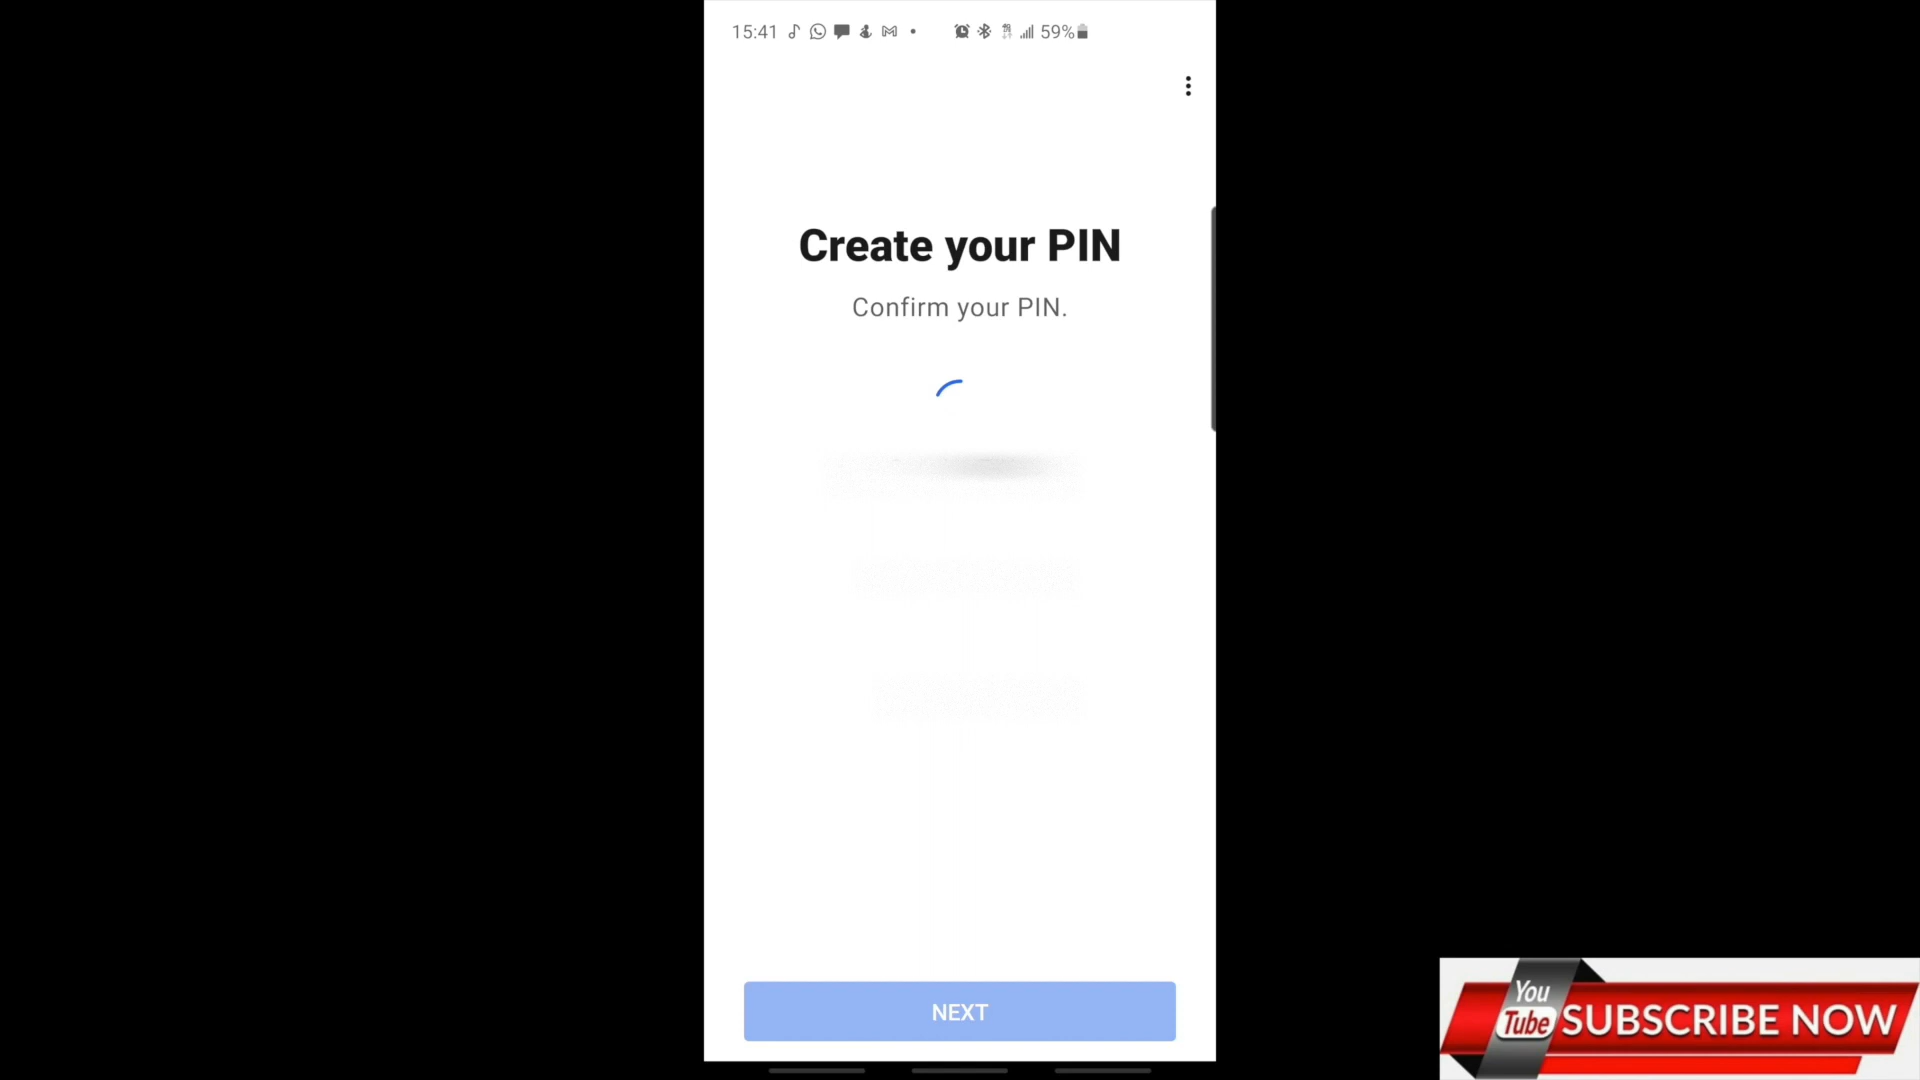 15:41
59%
Create your PIN
Confirm your PIN.
NEXT
You
Tube SUBSCRIBE NOW